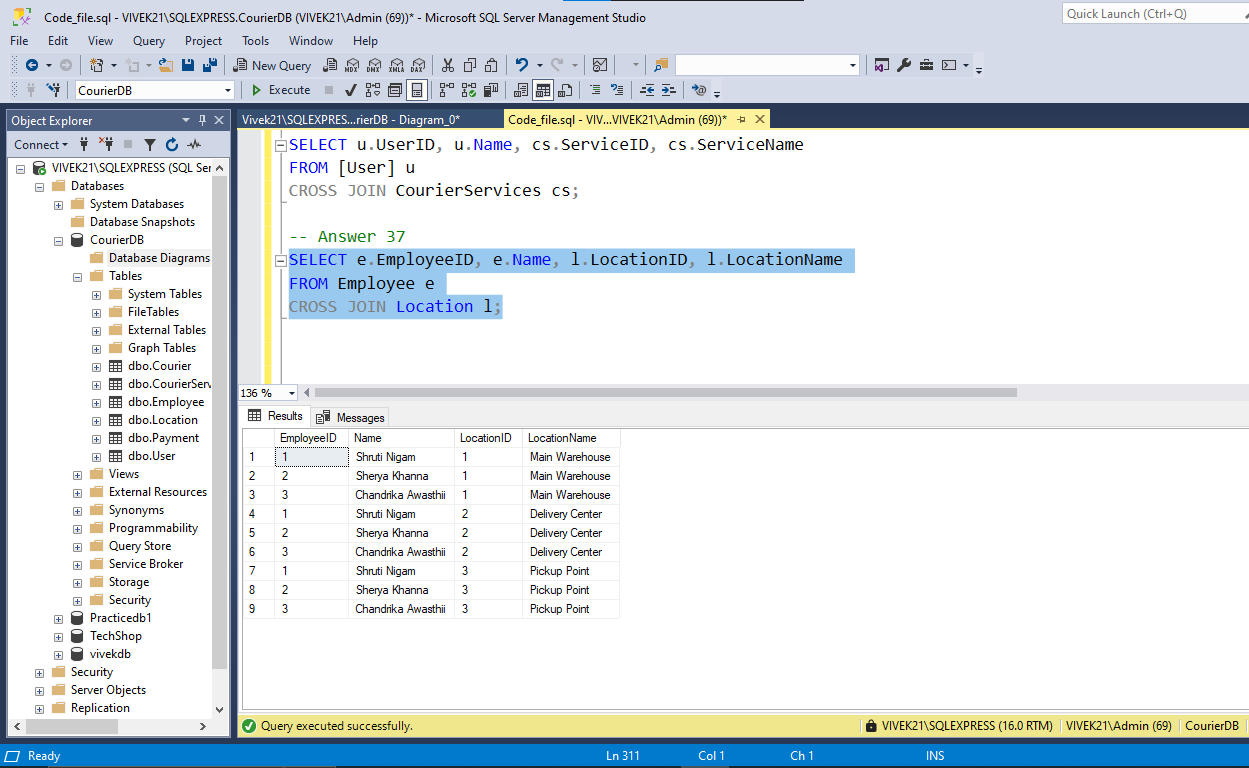 Code_file.sql - VIVEK21\SQLEXPRESS.CourierDB (VIVEK21\Admin (69))* - Microsoft SQL Server Management Studio
Quick Launch (Ctrl+Q)
File Edit View Query Project Tools Window Help
New Query MDX DMX XMLA DAX
CourierDB Execute
Object Explorer
Vivek21\SQLEXPRES...rierDB - Diagram_0* Code_file.sql - VIV...VIVEK21\Admin (69))*
Connect
VIVEK21\SQLEXPRESS (SQL Ser
Databases
System Databases
Database Snapshots
CourierDB
Database Diagrams
Tables
System Tables
FileTables
External Tables
Graph Tables
dbo.Courier
dbo.CourierServ
dbo.Employee
dbo.Location
dbo.Payment
dbo.User
Views
External Resources
Synonyms
Programmability
Query Store
Service Broker
Storage
Security
Practicedb1
TechShop
vivekdb
Security
Server Objects
Replication
SELECT u.UserID, u.Name, cs.ServiceID, cs.ServiceName
FROM [User] u
CROSS JOIN CourierServices cs;
-- Answer 37
SELECT e.EmployeeID, e.Name, l.LocationID, l.LocationName
FROM Employee e
CROSS JOIN Location l;
136 %
Results Messages
EmployeeID Name LocationID LocationName
1 1 Shruti Nigam 1 Main Warehouse
2 2 Sherya Khanna 1 Main Warehouse
3 3 Chandrika Awasthii 1 Main Warehouse
4 1 Shruti Nigam 2 Delivery Center
5 2 Sherya Khanna 2 Delivery Center
6 3 Chandrika Awasthii 2 Delivery Center
7 1 Shruti Nigam 3 Pickup Point
8 2 Sherya Khanna 3 Pickup Point
9 3 Chandrika Awasthii 3 Pickup Point
Query executed successfully. VIVEK21\SQLEXPRESS (16.0 RTM) VIVEK21\Admin (69) CourierDB
Ready Ln 311 Col 1 Ch 1 INS